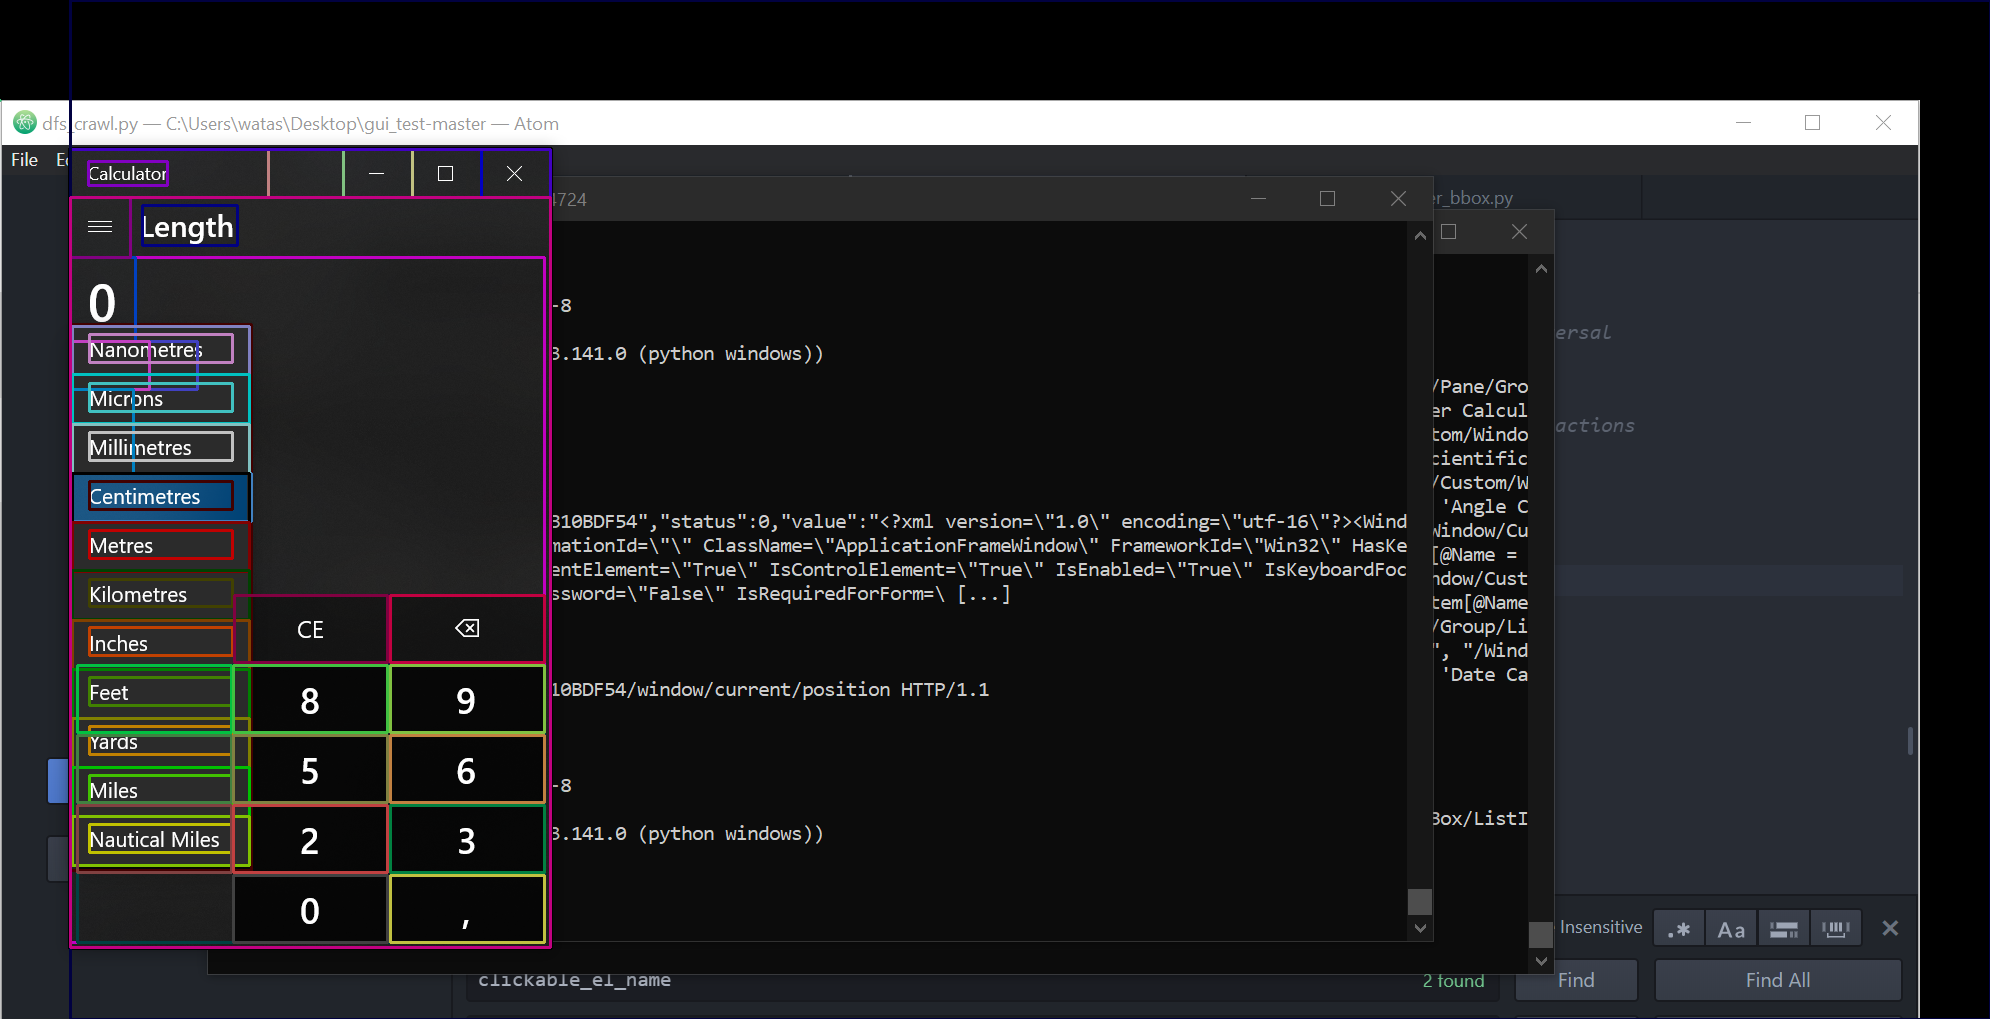 dfs_crawl.py — C:\Users\watas\Desktop\gui_test-master — Atom
File
Calculator
4724
er_bbox.py
Length
0
-8
ersal
Nanometres
3.141.0 (python windows))
/Pane/Gro
Microns
er Calcul
actions
tom/Windo
Millimetres
cientific
/Custom/W
Centimetres
'Angle C
310BDF54","status":0,"value":"<?xml version=\"1.0\" encoding=\"utf-16\"?><Wind
Window/Cu
Metres
mationId=\"\" ClassName=\"ApplicationFrameWindow\" FrameworkId=\"Win32\" HasKe
[@Name =
entElement=\"True\" IsControlElement=\"True\" IsEnabled=\"True\" IsKeyboardFoc
ndow/Cust
Kilometres
ssword=\"False\" IsRequiredForForm=\ [...]
tem[@Name
CE
/Group/Li
Inches
", "/Wind
'Date Ca
Feet
8
9
10BDF54/window/current/position HTTP/1.1
Yards
5
6
Miles
-8
Nautical Miles
2
3
3.141.0 (python windows))
Box/ListI
0
,
Insensitive
.*
Aa
clickable_el_name
2 found
Find
Find All